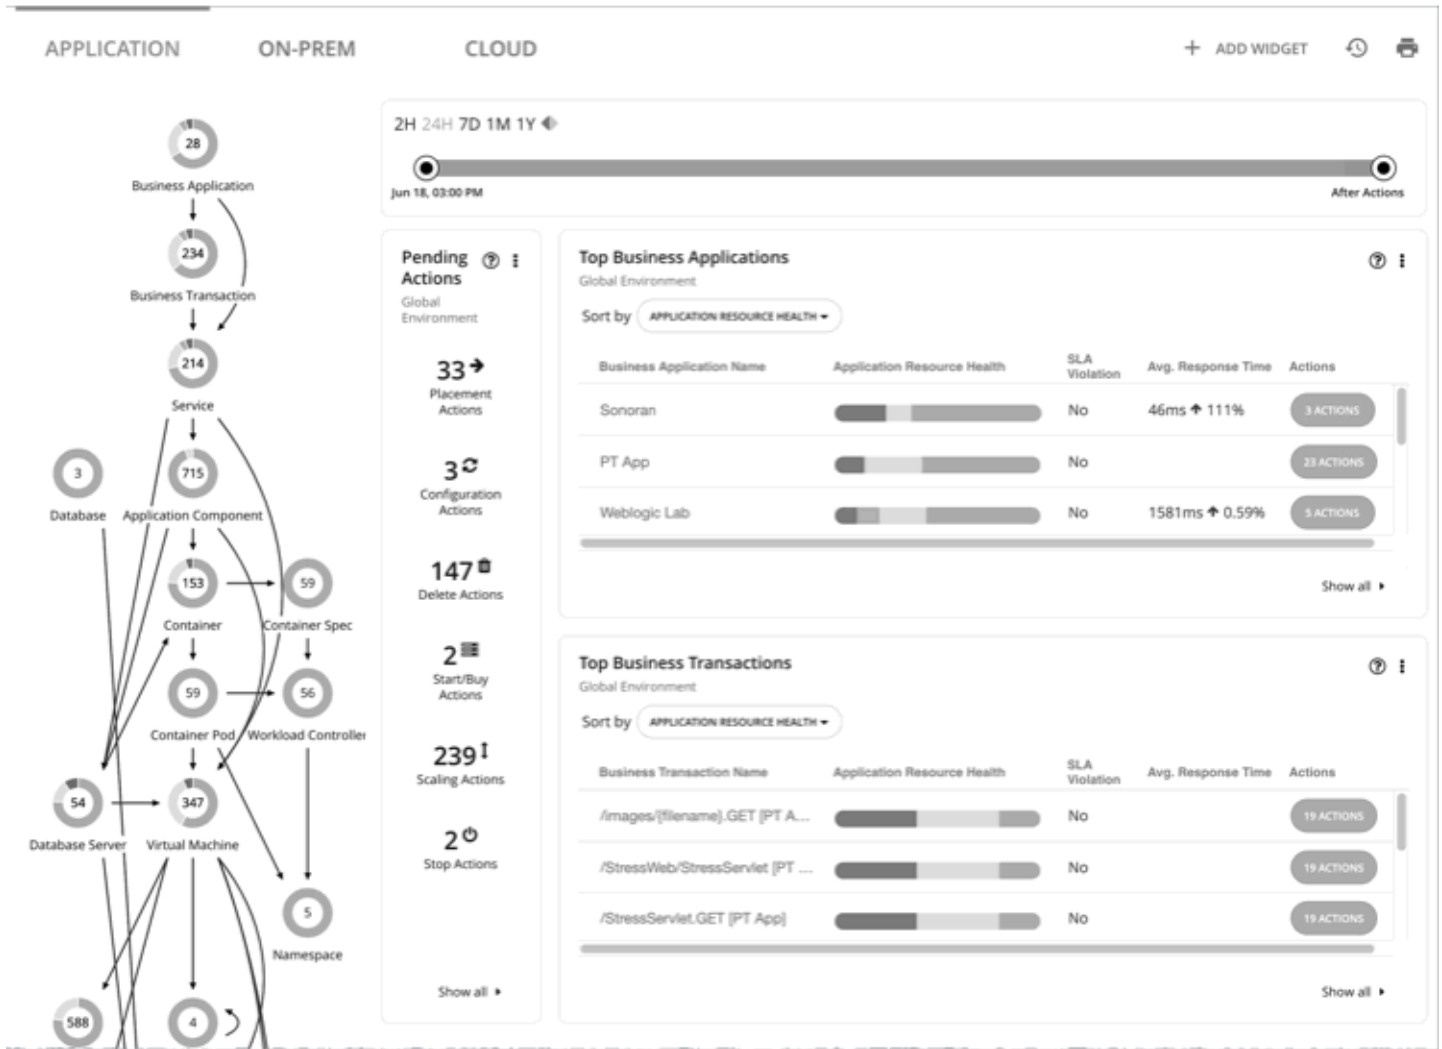 APPLICATION ON-PREM CLOUD
ADD WIDGET
28
Business Application
234
Business Transaction
214
Service
3
Database
715
Application Component
153
Container
59
Container Spec
59
Container Pod
56
Workload Controller
54
Database Server
347
Virtual Machine
5
Namespace
588
4
2H 24H 7D 1M 1Y
Jun 18, 03:00 PM
After Actions
Pending
Actions
Global
Environment
33
Placement
Actions
3
Configuration
Actions
147
Delete Actions
2
Start/Buy
Actions
239
Scaling Actions
2
Stop Actions
Show all
Top Business Applications
Global Environment
Sort by APPLICATION RESOURCE HEALTH
Business Application Name Application Resource Health SLA Violation Avg. Response Time Actions
Sonoran No 46ms 111% 3 ACTIONS
PT App No 23 ACTIONS
Weblogic Lab No 1581ms 0.59% 5 ACTIONS
Show all
Top Business Transactions
Global Environment
Sort by APPLICATION RESOURCE HEALTH
Business Transaction Name Application Resource Health SLA Violation Avg. Response Time Actions
/images/{filename}.GET [PT A... No 19 ACTIONS
/StressWeb/StressServlet [PT ... No 19 ACTIONS
/StressServlet.GET [PT App] No 19 ACTIONS
Show all